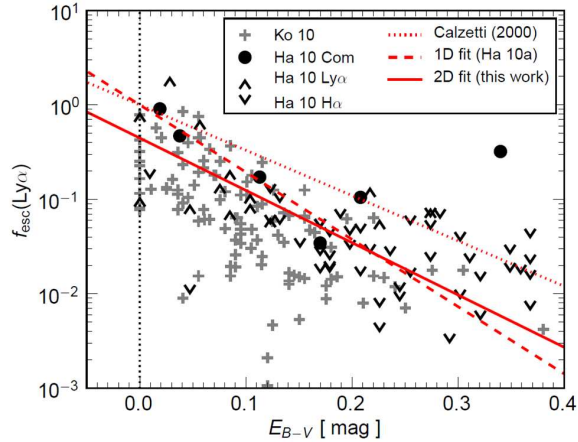 Ko 10
Ha 10 Com
Ha 10 Lyα
Ha 10 Hα
Calzetti (2000)
1D fit (Ha 10a)
2D fit (this work)
10¹
10⁰
10⁻¹
10⁻²
10⁻³
f_esc(Lyα)
0.0 0.1 0.2 0.3 0.4
E_B−V [ mag ]